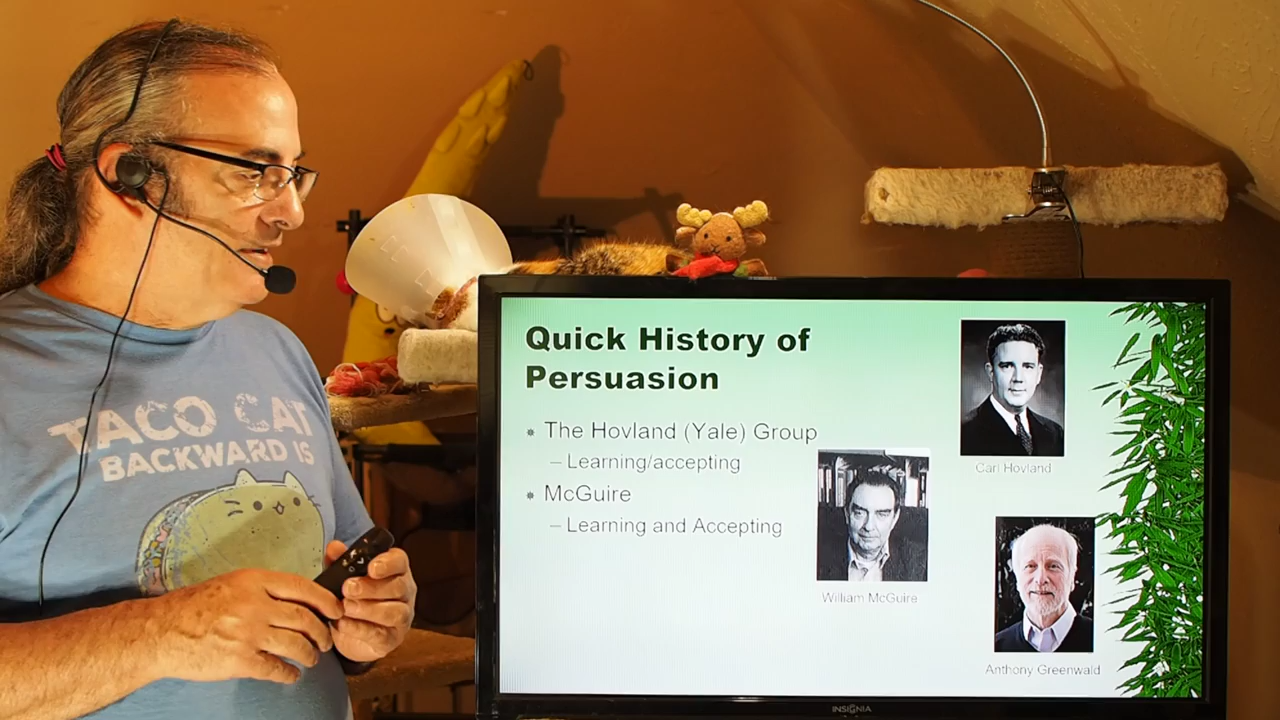 TACO CAT
BACKWARD IS
Quick History of
Persuasion
The Hovland (Yale) Group
– Learning/accepting
McGuire
– Learning and Accepting
Carl Hovland
William McGuire
Anthony Greenwald
INSIGNIA